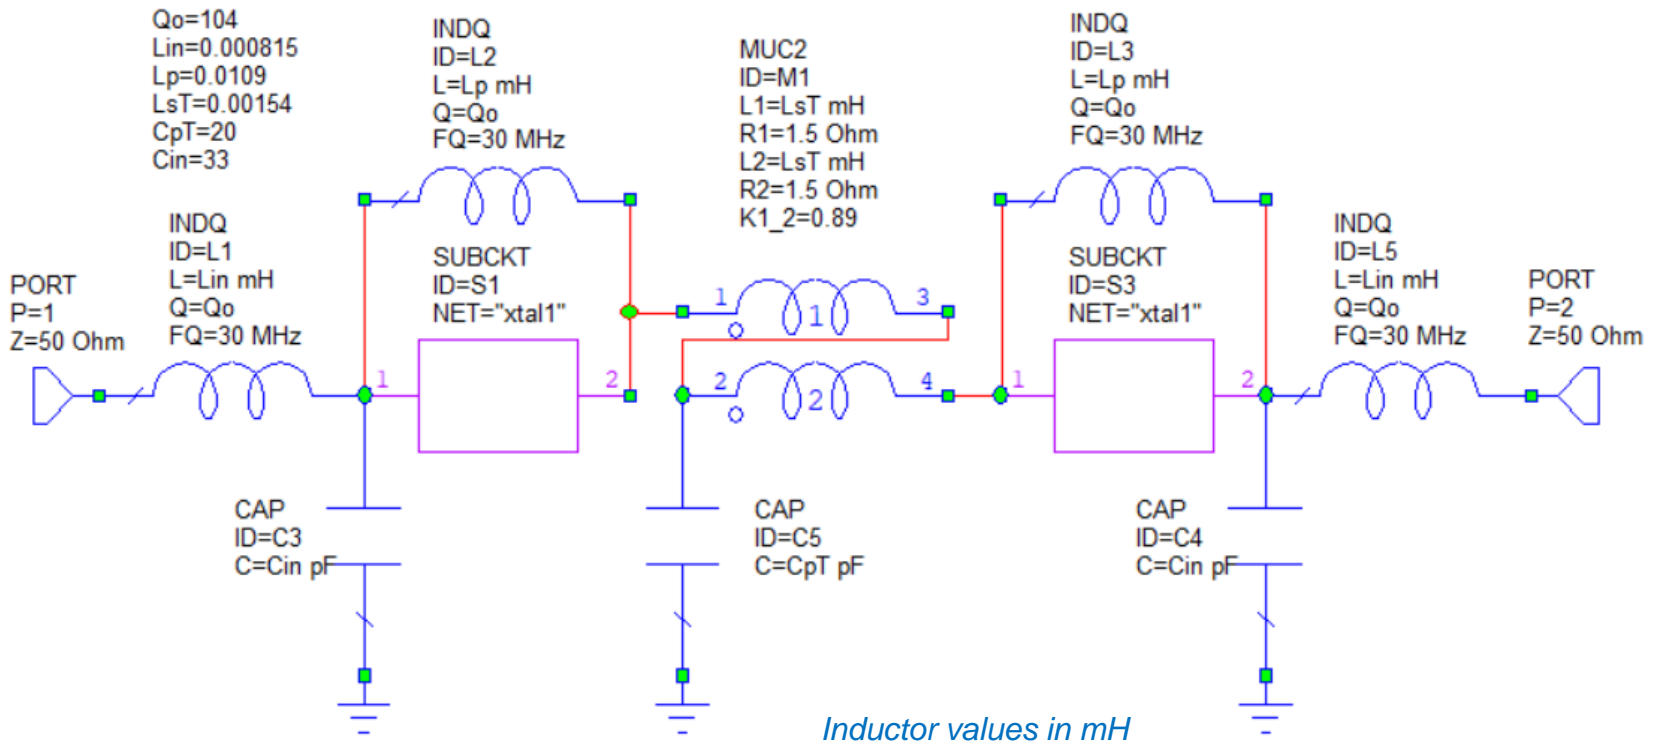 Qo=104
Lin=0.000815
Lp=0.0109
LsT=0.00154
CpT=20
Cin=33
INDQ
ID=L2
L=Lp mH
Q=Qo
FQ=30 MHz
MUC2
ID=M1
L1=LsT mH
R1=1.5 Ohm
L2=LsT mH
R2=1.5 Ohm
K1_2=0.89
INDQ
ID=L3
L=Lp mH
Q=Qo
FQ=30 MHz
PORT
P=1
Z=50 Ohm
INDQ
ID=L1
L=Lin mH
Q=Qo
FQ=30 MHz
SUBCKT
ID=S1
NET="xtal1"
1
2
1
1
3
2
2
4
SUBCKT
ID=S3
NET="xtal1"
1
2
INDQ
ID=L5
L=Lin mH
Q=Qo
FQ=30 MHz
PORT
P=2
Z=50 Ohm
CAP
ID=C3
C=Cin pF
CAP
ID=C5
C=CpT pF
CAP
ID=C4
C=Cin pF
Inductor values in mH